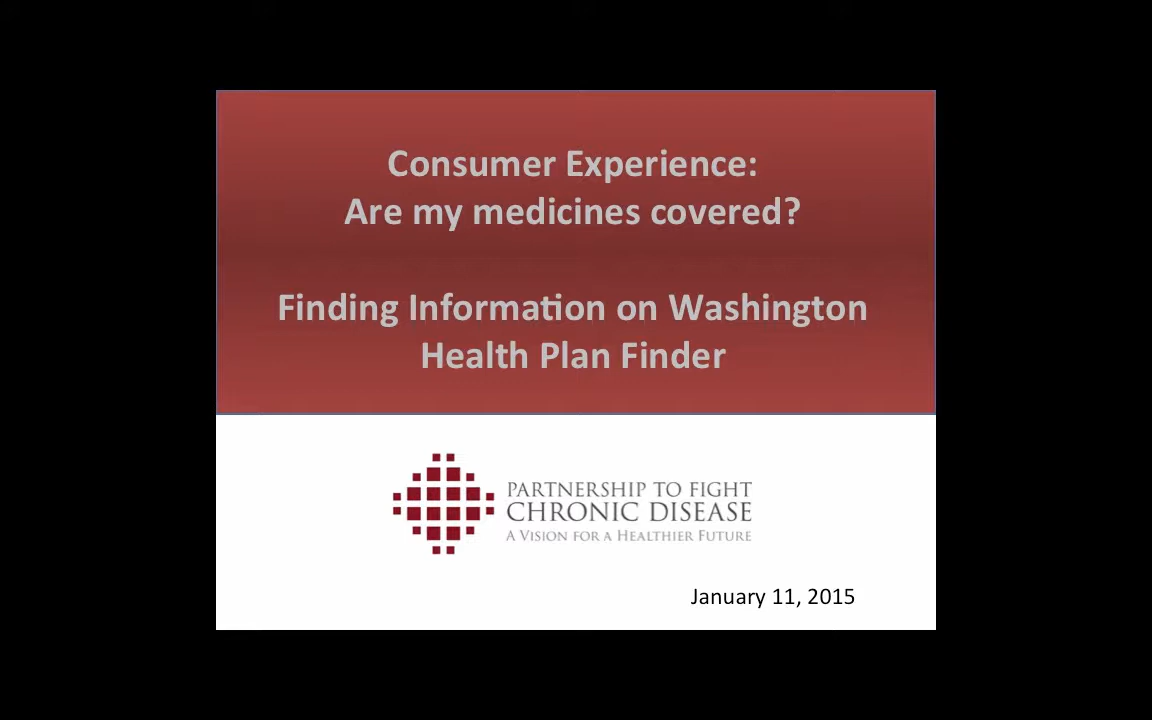 Consumer Experience:
Are my medicines covered?
Finding Information on Washington
Health Plan Finder
PARTNERSHIP TO FIGHT
CHRONIC DISEASE
A VISION FOR A HEALTHIER FUTURE
January 11, 2015